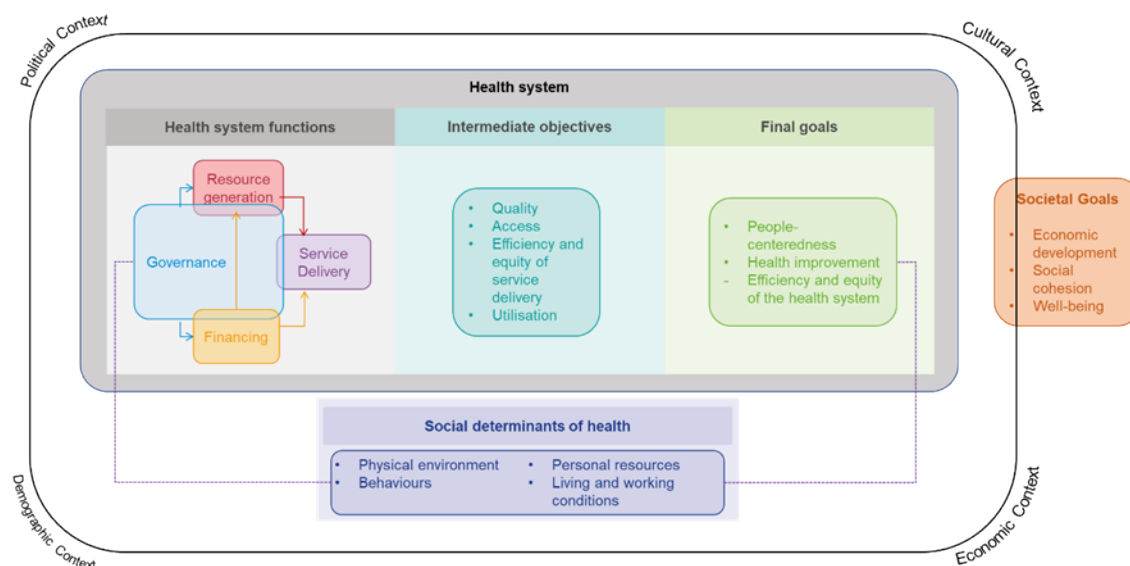 Political Context
Cultural Context
Health system
Health system functions
Intermediate objectives
Final goals
Resource
generation
Governance
Service
Delivery
Financing
• Quality
• Access
• Efficiency and
equity of
service
delivery
• Utilisation
• People-
centeredness
• Health improvement
- Efficiency and equity
of the health system
Societal Goals
• Economic
development
• Social
cohesion
• Well-being
Social determinants of health
• Physical environment
• Behaviours
• Personal resources
• Living and working
conditions
Demographic Context
Economic Context